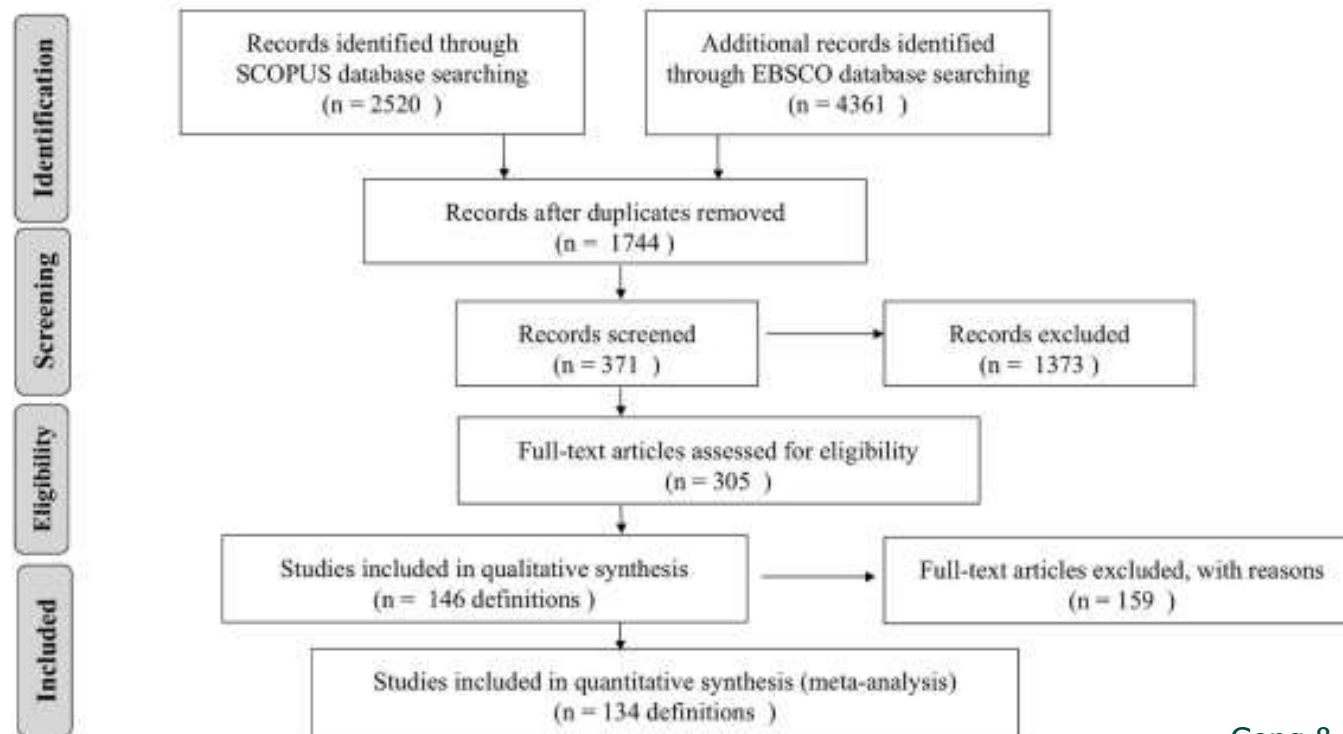 Identification
Records identified through
SCOPUS database searching
(n = 2520 )
Additional records identified
through EBSCO database searching
(n = 4361)
Records after duplicates removed
(n = 1744 )
Screening
Records screened
(n = 371 )
Records excluded
(n = 1373 )
Eligibility
Full-text articles assessed for eligibility
(n = 305 )
Studies included in qualitative synthesis
(n = 146 definitions )
Full-text articles excluded, with reasons
(n = 159 )
Included
Studies included in quantitative synthesis (meta-analysis)
(n = 134 definitions )